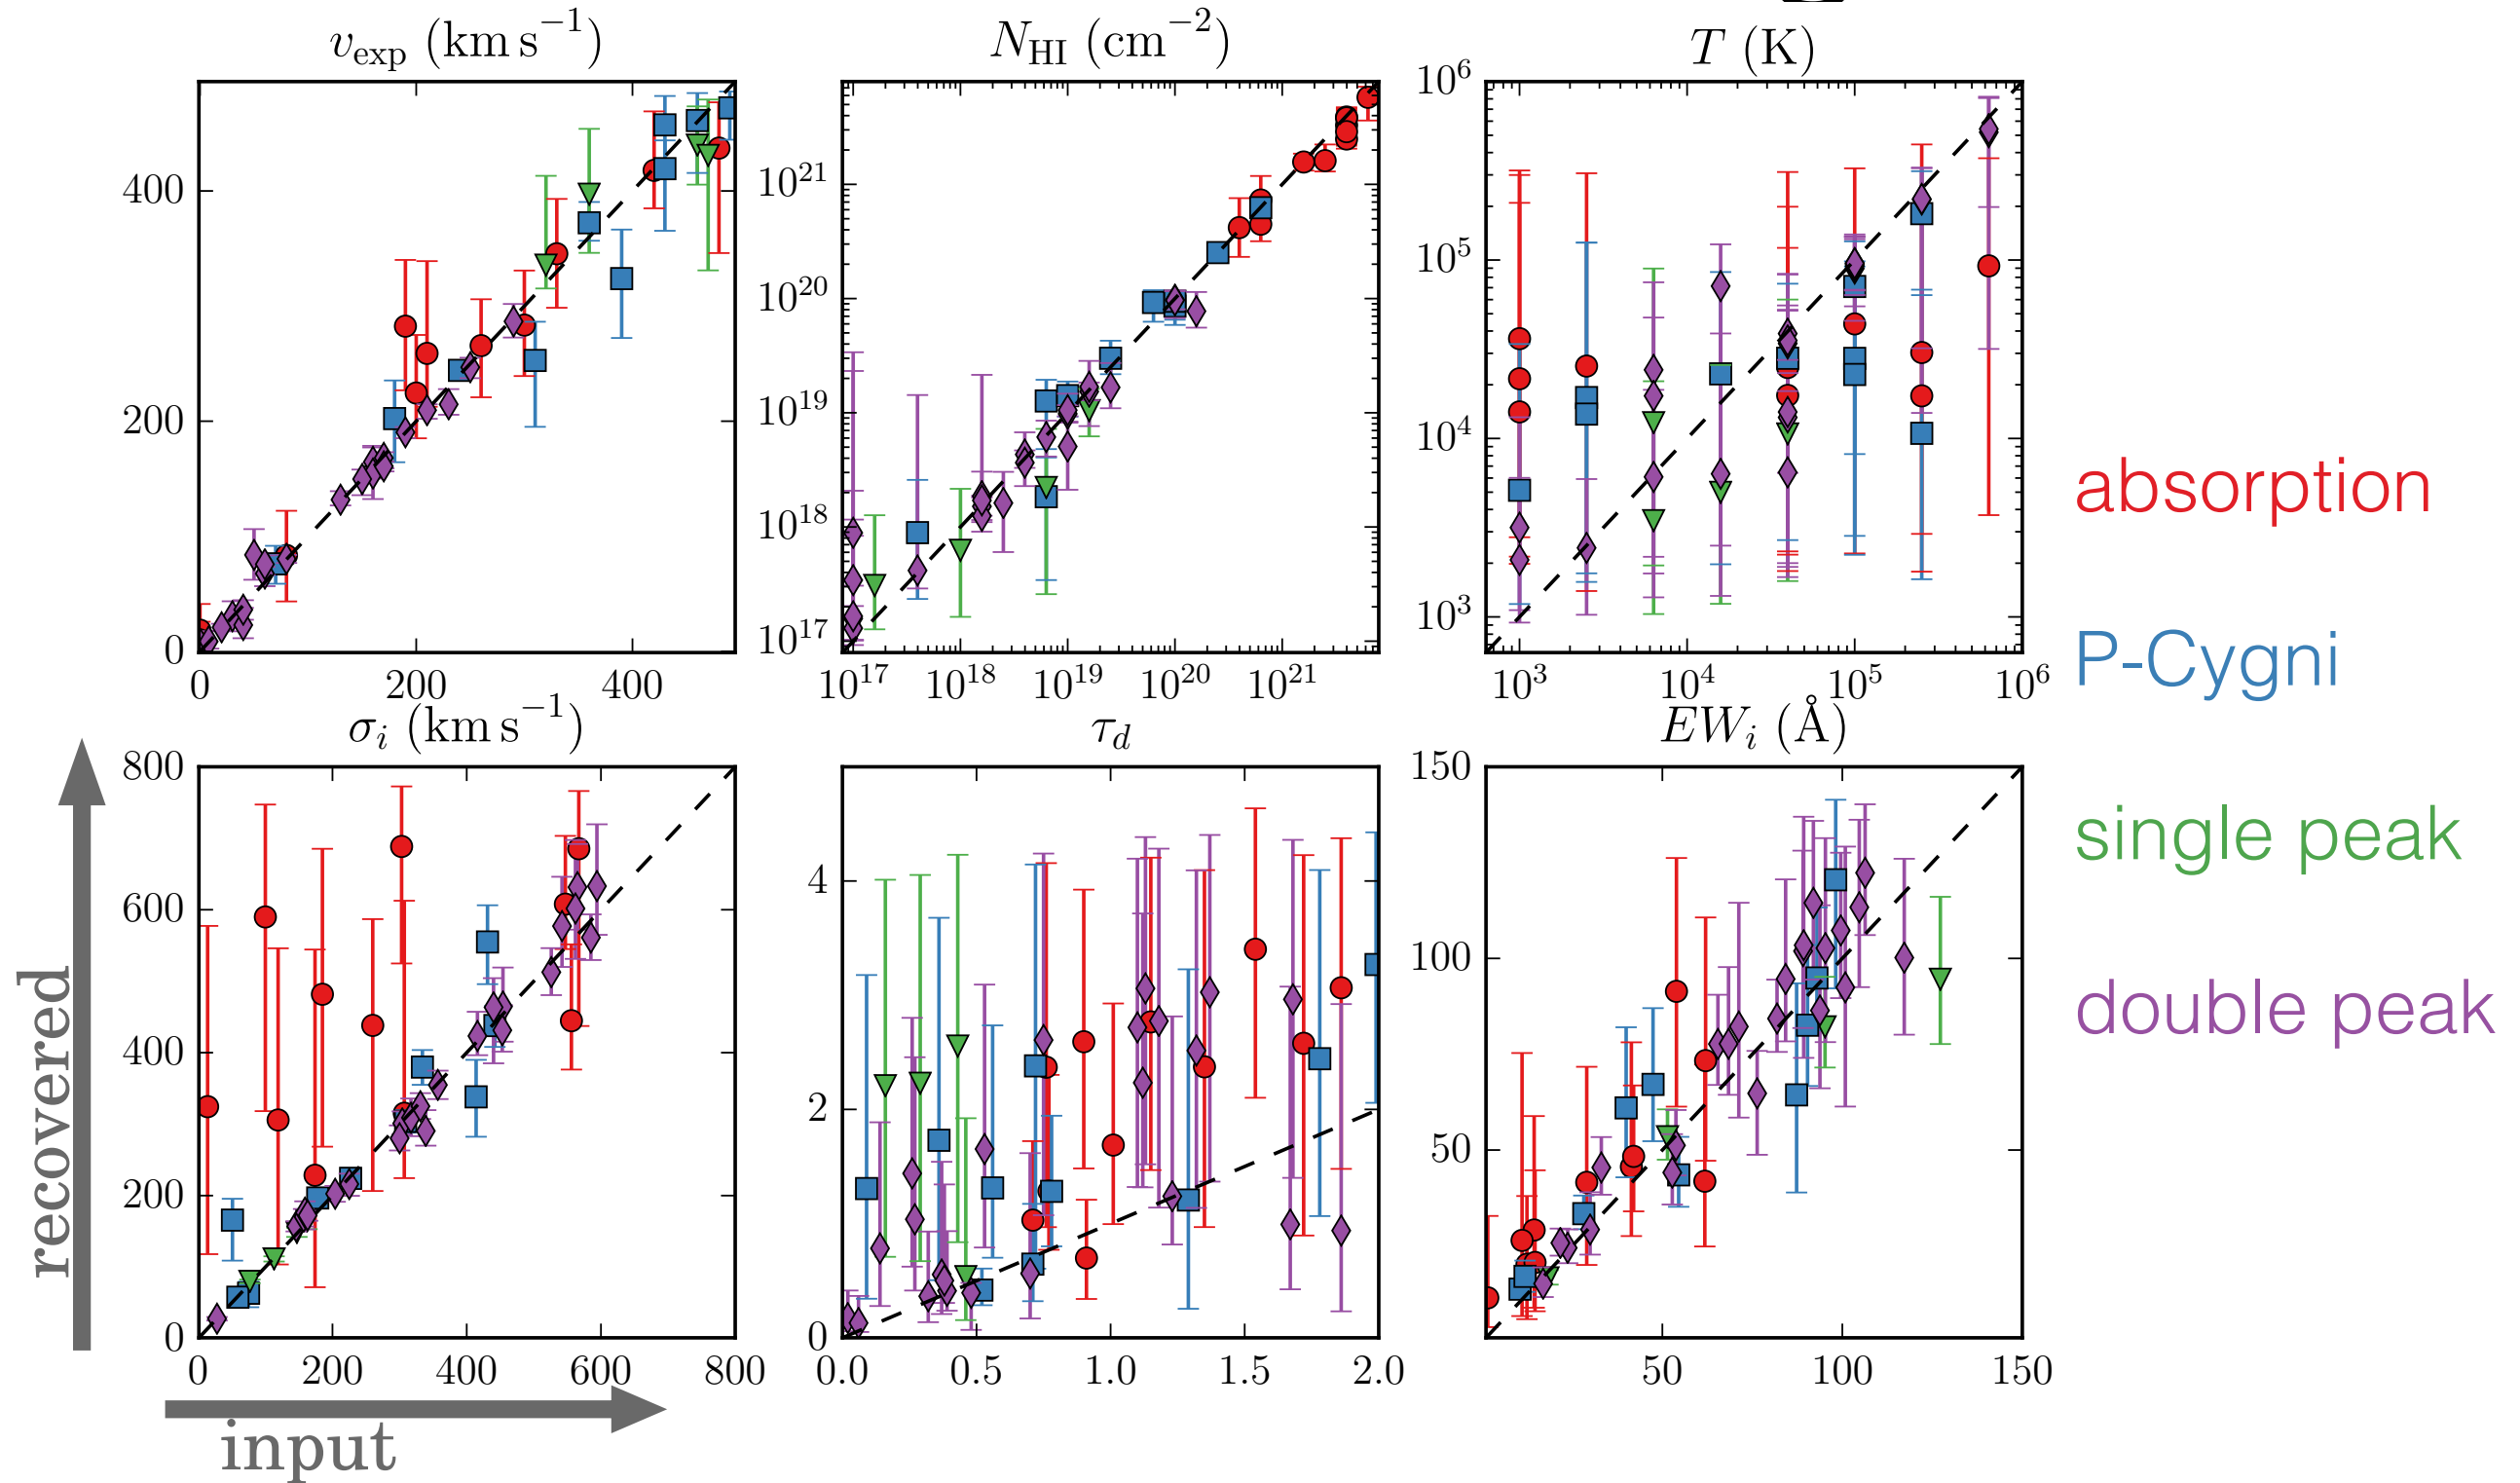 v_exp (km s^−1)
N_HI (cm^−2)
T (K)
400
200
0
0 200 400
10^21
10^20
10^19
10^18
10^17
10^17 10^18 10^19 10^20 10^21
10^6
10^5
10^4
10^3
10^3 10^4 10^5 10^6
absorption
P-Cygni
single peak
double peak
σ_i (km s^−1)
τ_d
EW_i (Å)
800
600
400
200
0
0 200 400 600 800
4
2
0
0.0 0.5 1.0 1.5 2.0
150
100
50
50 100 150
recovered
input